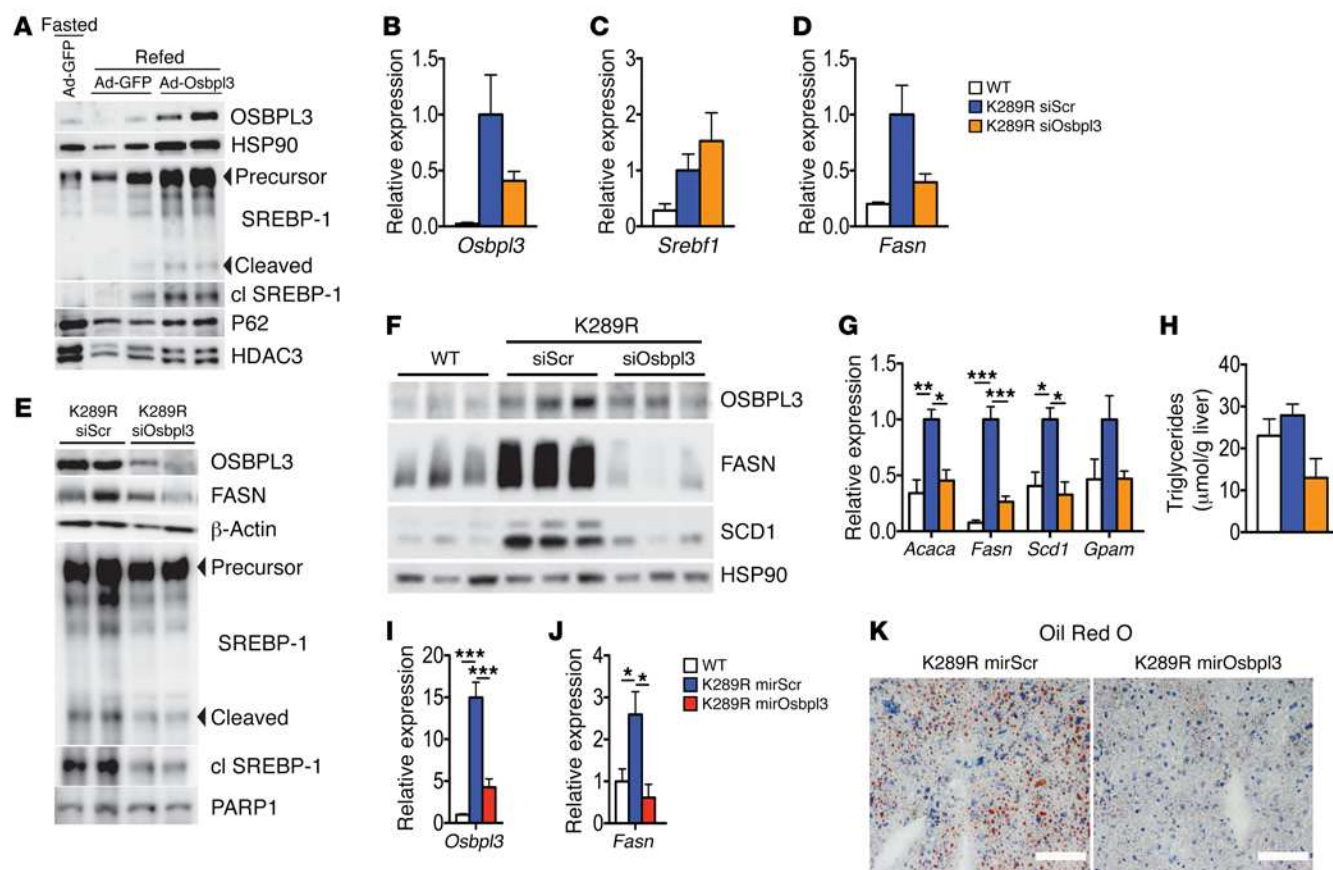 A
Fasted
Ad-GFP
Refed
Ad-GFP Ad-Osbpl3
OSBPL3
HSP90
Precursor
SREBP-1
Cleaved
cl SREBP-1
P62
HDAC3
B
Relative expression
1.5
1.0
0.5
0.0
Osbpl3
C
Relative expression
3
2
1
0
Srebf1
D
Relative expression
1.5
1.0
0.5
0.0
Fasn
WT
K289R siScr
K289R siOsbpl3
E
K289R K289R
siScr siOsbpl3
OSBPL3
FASN
β-Actin
Precursor
SREBP-1
Cleaved
cl SREBP-1
PARP1
F
K289R
WT siScr siOsbpl3
OSBPL3
FASN
SCD1
HSP90
G
Relative expression
1.5
1.0
0.5
0.0
** * *** *** * *
Acaca Fasn Scd1 Gpam
H
Triglycerides
(μmol/g liver)
40
30
20
10
0
I
Relative expression
20
15
10
5
0
***
***
Osbpl3
J
Relative expression
4
3
2
1
0
* *
Fasn
WT
K289R mirScr
K289R mirOsbpl3
K
Oil Red O
K289R mirScr K289R mirOsbpl3